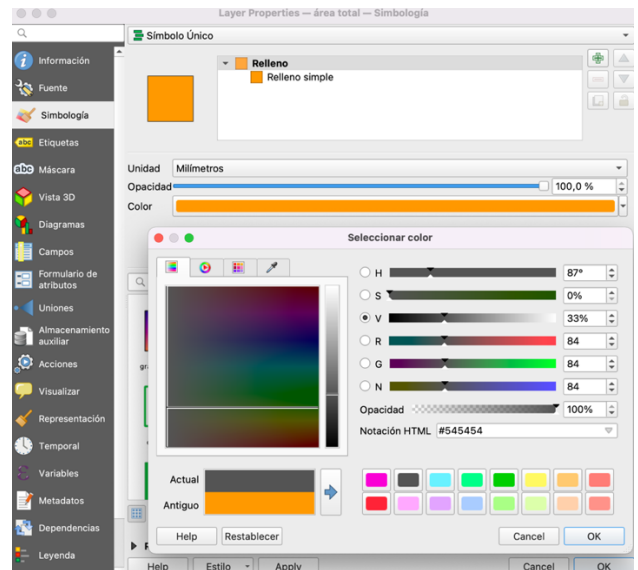 Layer Properties — área total — Simbología
Símbolo Único
Información
Fuente
Simbología
Etiquetas
Máscara
Vista 3D
Diagramas
Campos
Formulario de
atributos
Uniones
Almacenamiento
auxiliar
Acciones
Visualizar
Representación
Temporal
Variables
Metadatos
Dependencias
Leyenda
abc
abc
Relleno
Relleno simple
Unidad Milímetros
Opacidad 100,0 %
Color
Seleccionar color
H 87°
S 0%
V 33%
R 84
G 84
N 84
Opacidad 100%
Notación HTML #545454
Actual
Antiguo
Help Restablecer Cancel OK
Help Estilo Apply Cancel OK